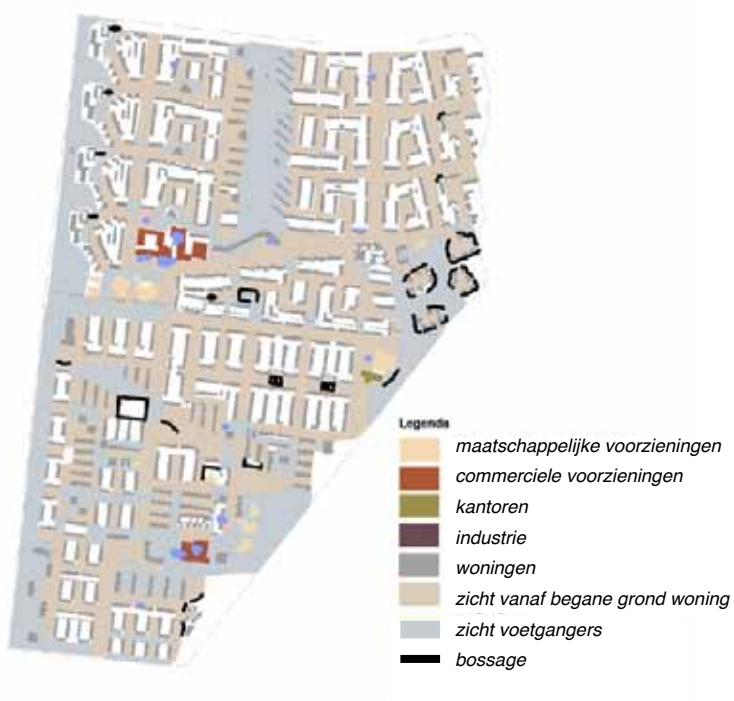 Legenda
maatschappelijke voorzieningen
commerciele voorzieningen
kantoren
industrie
woningen
zicht vanaf begane grond woning
zicht voetgangers
bossage